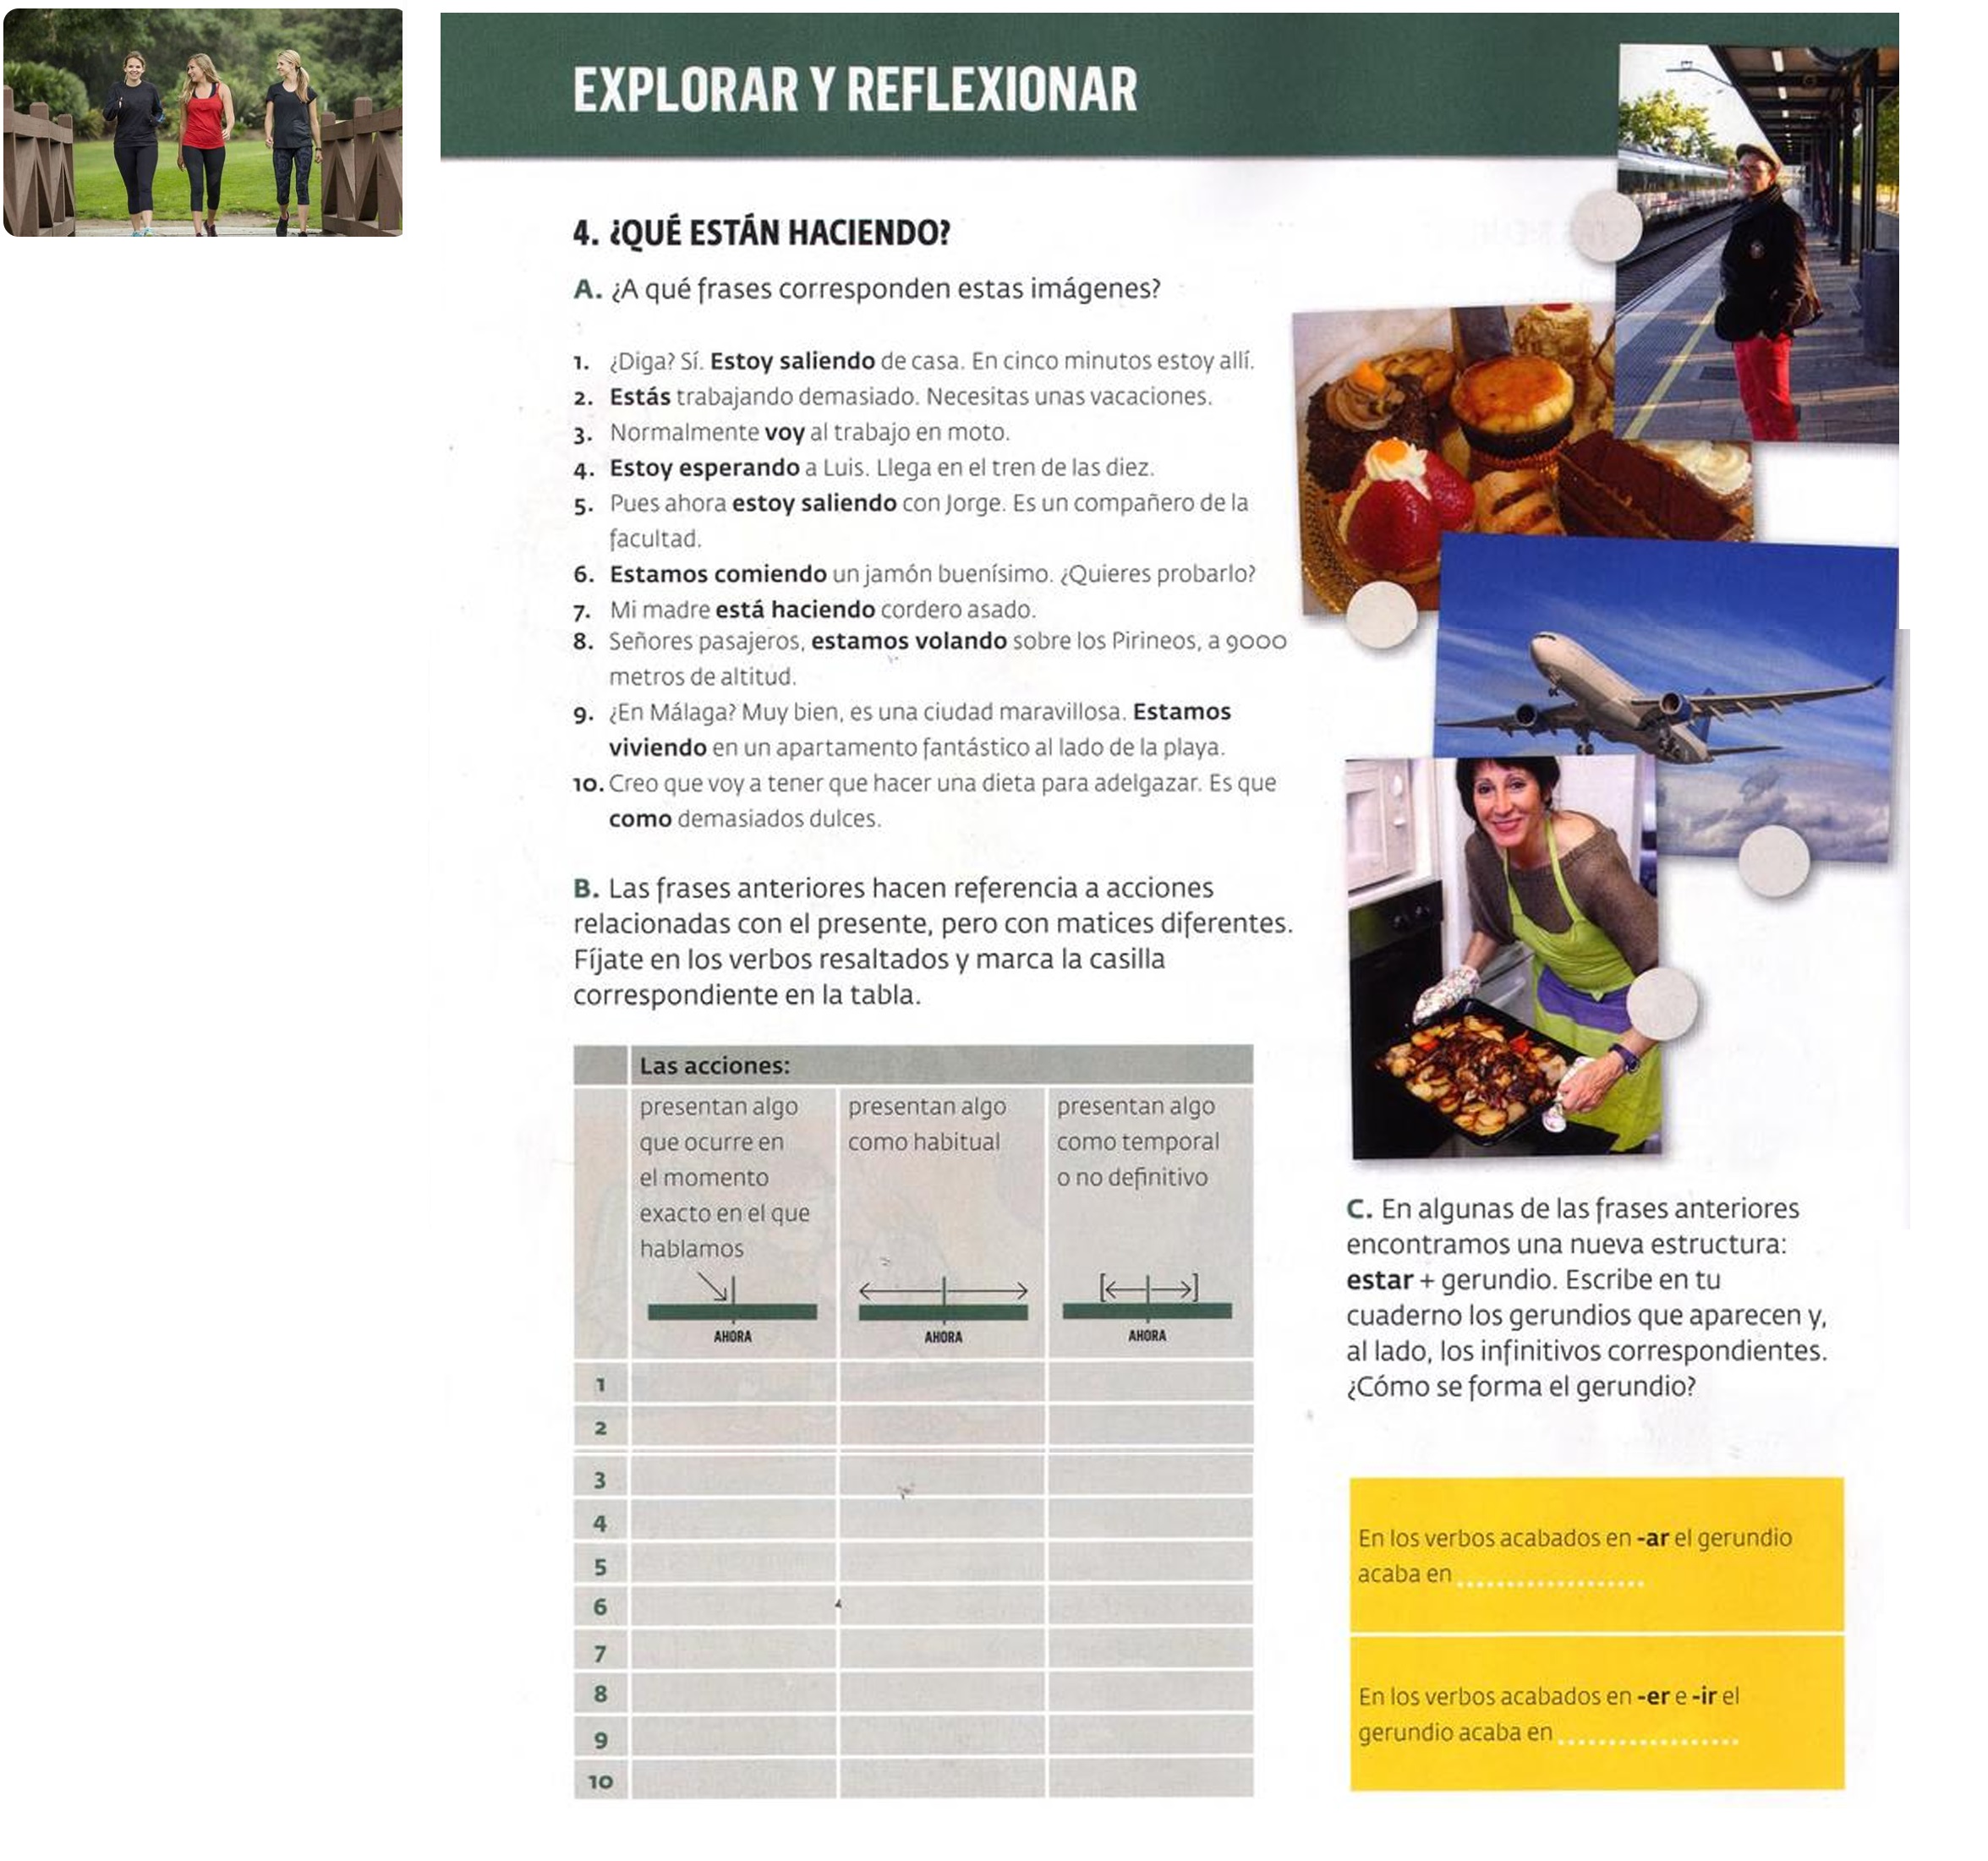 EXPLORAR Y REFLEXIONAR
4. ¿QUÉ ESTÁN HACIENDO?
A. ¿A qué frases corresponden estas imágenes?
1. ¿Diga? Sí. Estoy saliendo de casa. En cinco minutos estoy allí.
2. Estás trabajando demasiado. Necesitas unas vacaciones.
3. Normalmente voy al trabajo en moto.
4. Estoy esperando a Luis. Llega en el tren de las diez.
5. Pues ahora estoy saliendo con Jorge. Es un compañero de la
facultad.
6. Estamos comiendo un jamón buenísimo. ¿Quieres probarlo?
7. Mi madre está haciendo cordero asado.
8. Señores pasajeros, estamos volando sobre los Pirineos, a 9000
metros de altitud.
9. ¿En Málaga? Muy bien, es una ciudad maravillosa. Estamos
viviendo en un apartamento fantástico al lado de la playa.
10. Creo que voy a tener que hacer una dieta para adelgazar. Es que
como demasiados dulces.
B. Las frases anteriores hacen referencia a acciones
relacionadas con el presente, pero con matices diferentes.
Fíjate en los verbos resaltados y marca la casilla
correspondiente en la tabla.
Las acciones:
presentan algo
que ocurre en
el momento
exacto en el que
hablamos
AHORA
presentan algo
como habitual
AHORA
presentan algo
como temporal
o no definitivo
AHORA
1
2
3
4
5
6
7
8
9
10
C. En algunas de las frases anteriores
encontramos una nueva estructura:
estar + gerundio. Escribe en tu
cuaderno los gerundios que aparecen y,
al lado, los infinitivos correspondientes.
¿Cómo se forma el gerundio?
En los verbos acabados en -ar el gerundio
acaba en ...................
En los verbos acabados en -er e -ir el
gerundio acaba en ..................